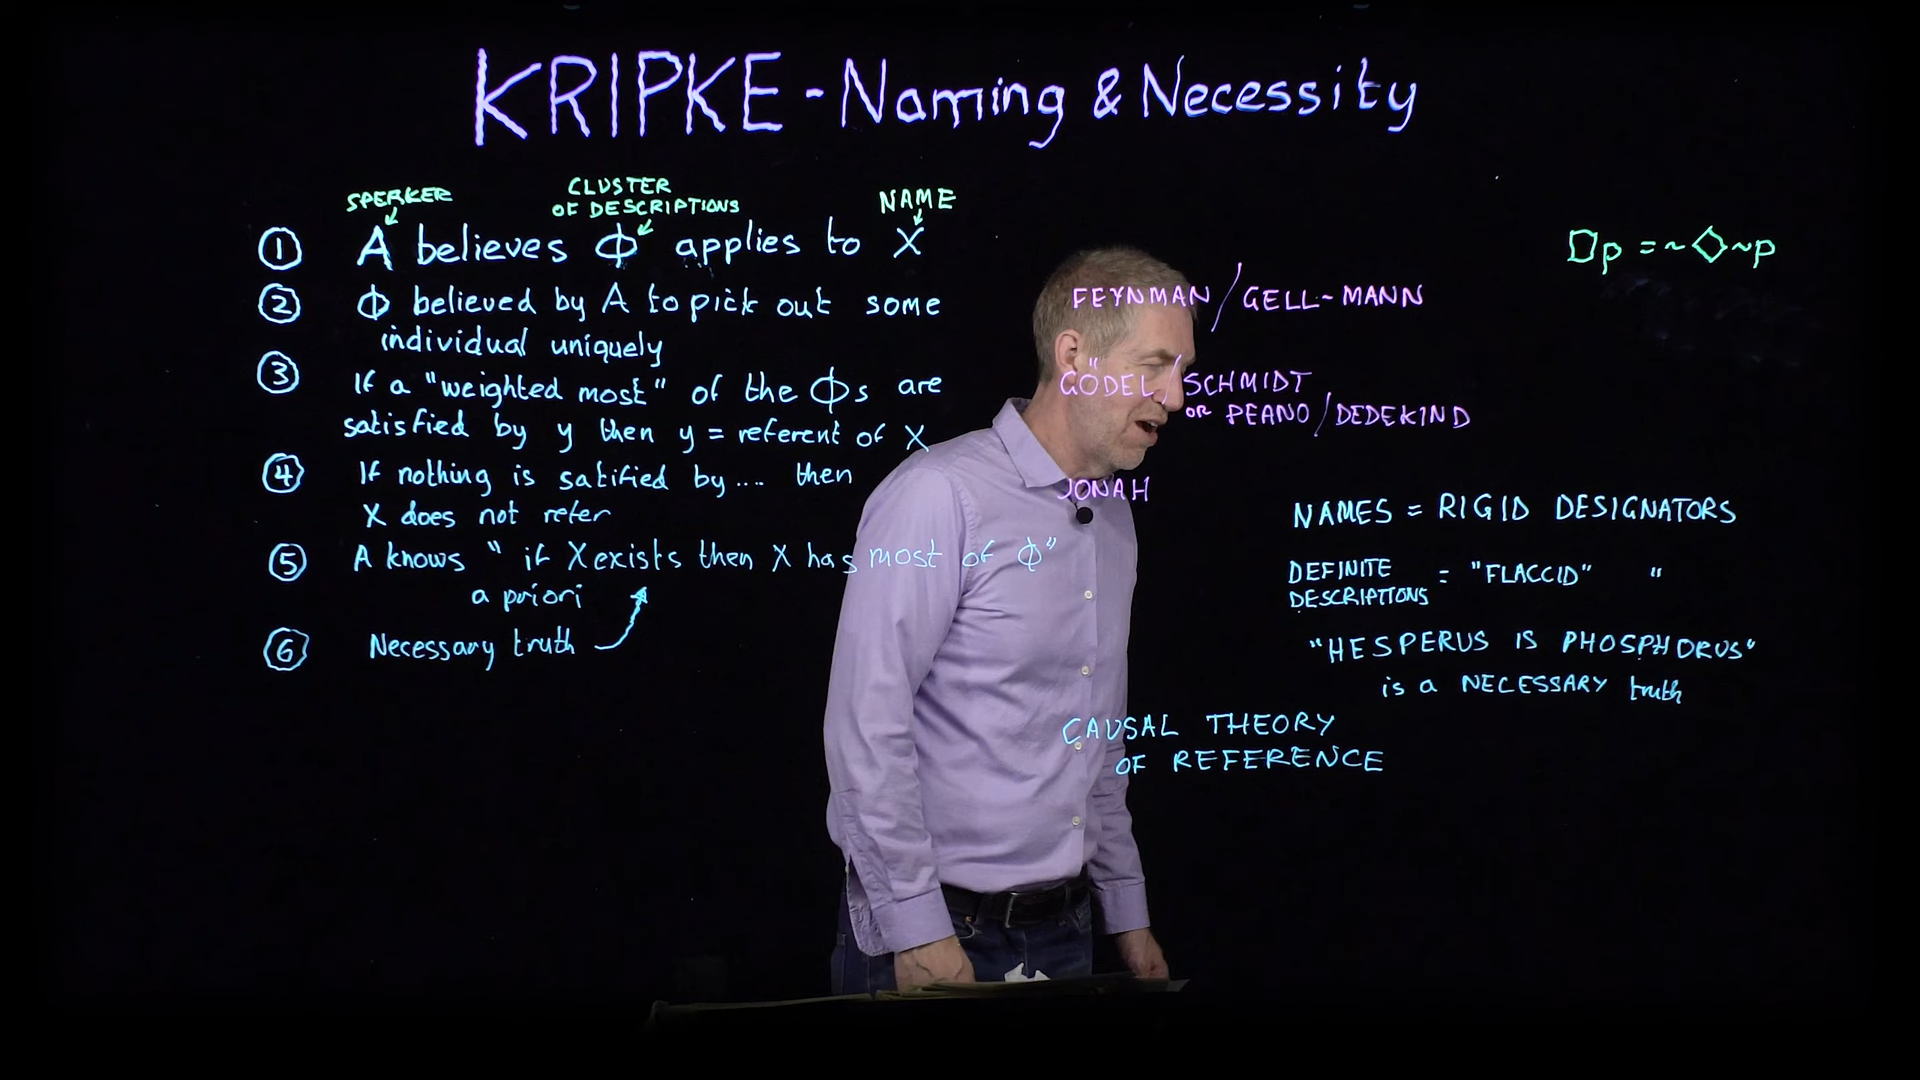 KRIPKE - Naming & Necessity
SPERKER
CLUSTER
OF DESCRIPTIONS
NAME
① A believes Φ applies to X
② Φ believed by A to pick out some
individual uniquely
③ If a "weighted most" of the Φs are
satisfied by y then y = referent of X
④ If nothing is satified by .... then
X does not refer
⑤ A knows "if X exists then X has most of Φ"
a priori
⑥ Necessary truth
FEYNMAN / GELL-MANN
GÖDEL / SCHMIDT
OR PEANO / DEDEKIND
JONAH
□p = ~◇~p
NAMES = RIGID DESIGNATORS
DEFINITE
DESCRIPTIONS = "FLACCID" "
"HESPERUS IS PHOSPHORUS"
is a NECESSARY truth
CAUSAL THEORY
OF REFERENCE